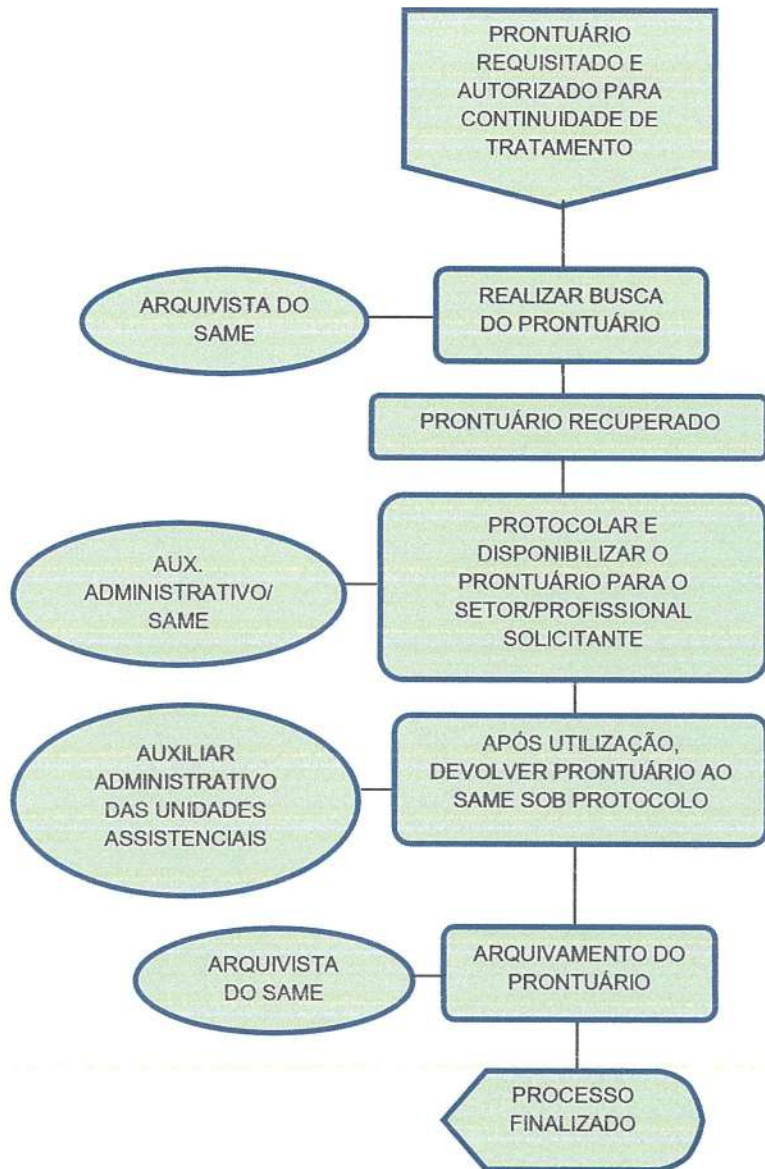 PRONTUÁRIO
REQUISITADO E
AUTORIZADO PARA
CONTINUIDADE DE
TRATAMENTO
ARQUIVISTA DO
SAME
REALIZAR BUSCA
DO PRONTUÁRIO
PRONTUÁRIO RECUPERADO
AUX.
ADMINISTRATIVO/
SAME
PROTOCOLAR E
DISPONIBILIZAR O
PRONTUÁRIO PARA O
SETOR/PROFISSIONAL
SOLICITANTE
AUXILIAR
ADMINISTRATIVO
DAS UNIDADES
ASSISTENCIAIS
APÓS UTILIZAÇÃO,
DEVOLVER PRONTUÁRIO AO
SAME SOB PROTOCOLO
ARQUIVISTA
DO SAME
ARQUIVAMENTO DO
PRONTUÁRIO
PROCESSO
FINALIZADO